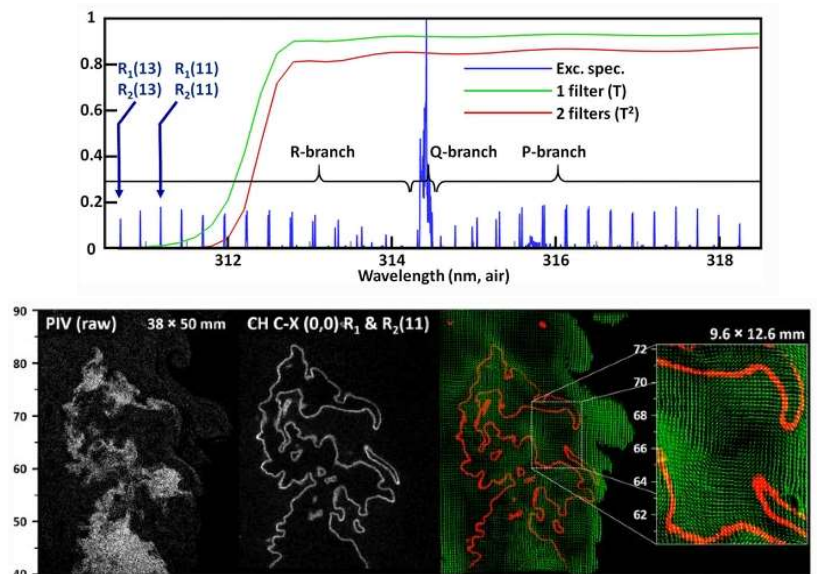 1
0.8
0.6
0.4
0.2
0
R₁(13) R₁(11)
R₂(13) R₂(11)
Exc. spec.
1 filter (T)
2 filters (T²)
R-branch
Q-branch
P-branch
312 314 316 318
Wavelength (nm, air)
90
80
70
60
50
40
PIV (raw)
38 × 50 mm
CH C-X (0,0) R₁ & R₂(11)
9.6 × 12.6 mm
72
70
68
66
64
62